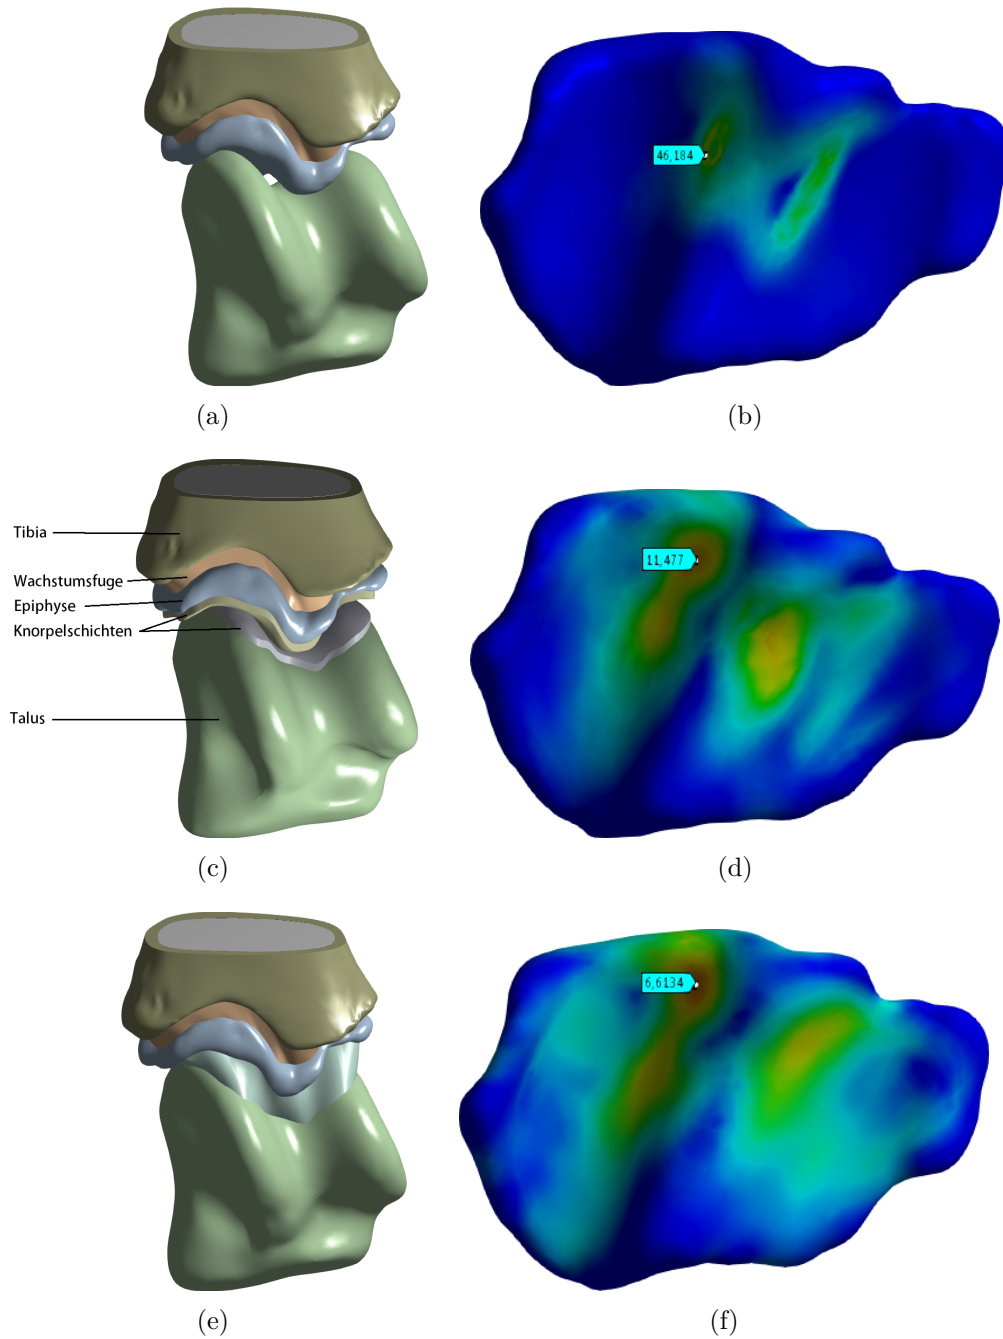 46,184
(a)
(b)
Tibia
Wachstumsfuge
Epiphyse
Knorpelschichten
Talus
11,477
(c)
(d)
6,6134
(e)
(f)